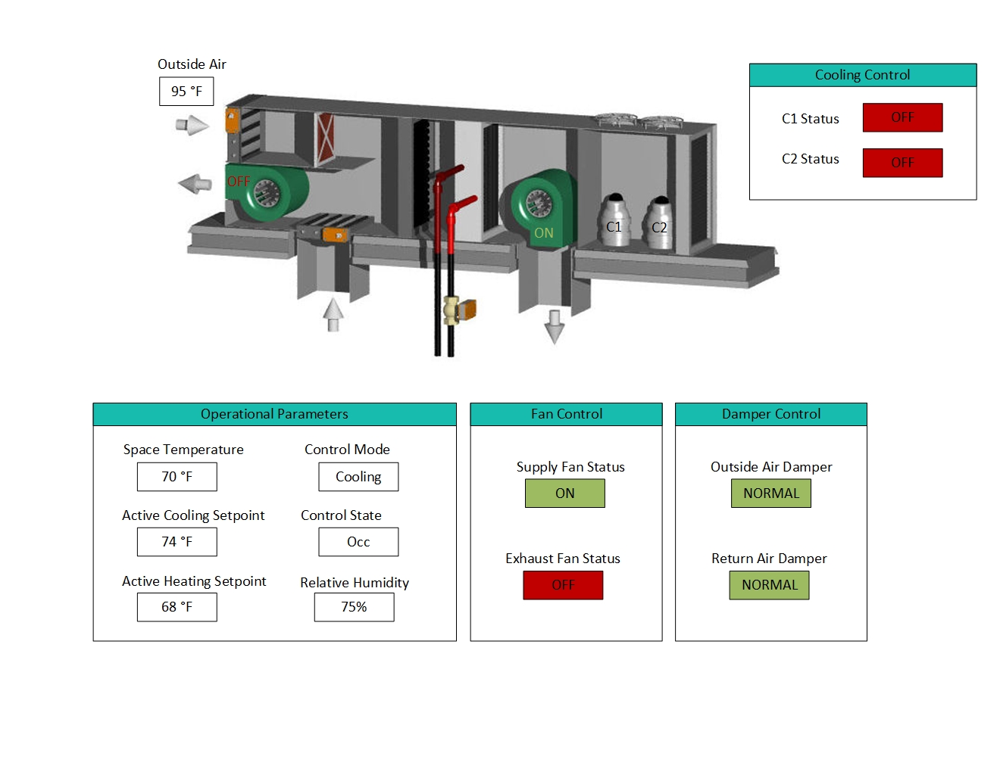 Outside Air
95 °F
OFF
ON
C1
C2
Cooling Control
C1 Status
OFF
C2 Status
OFF
Operational Parameters
Space Temperature
70 °F
Control Mode
Cooling
Active Cooling Setpoint
74 °F
Control State
Occ
Active Heating Setpoint
68 °F
Relative Humidity
75%
Fan Control
Supply Fan Status
ON
Exhaust Fan Status
OFF
Damper Control
Outside Air Damper
NORMAL
Return Air Damper
NORMAL